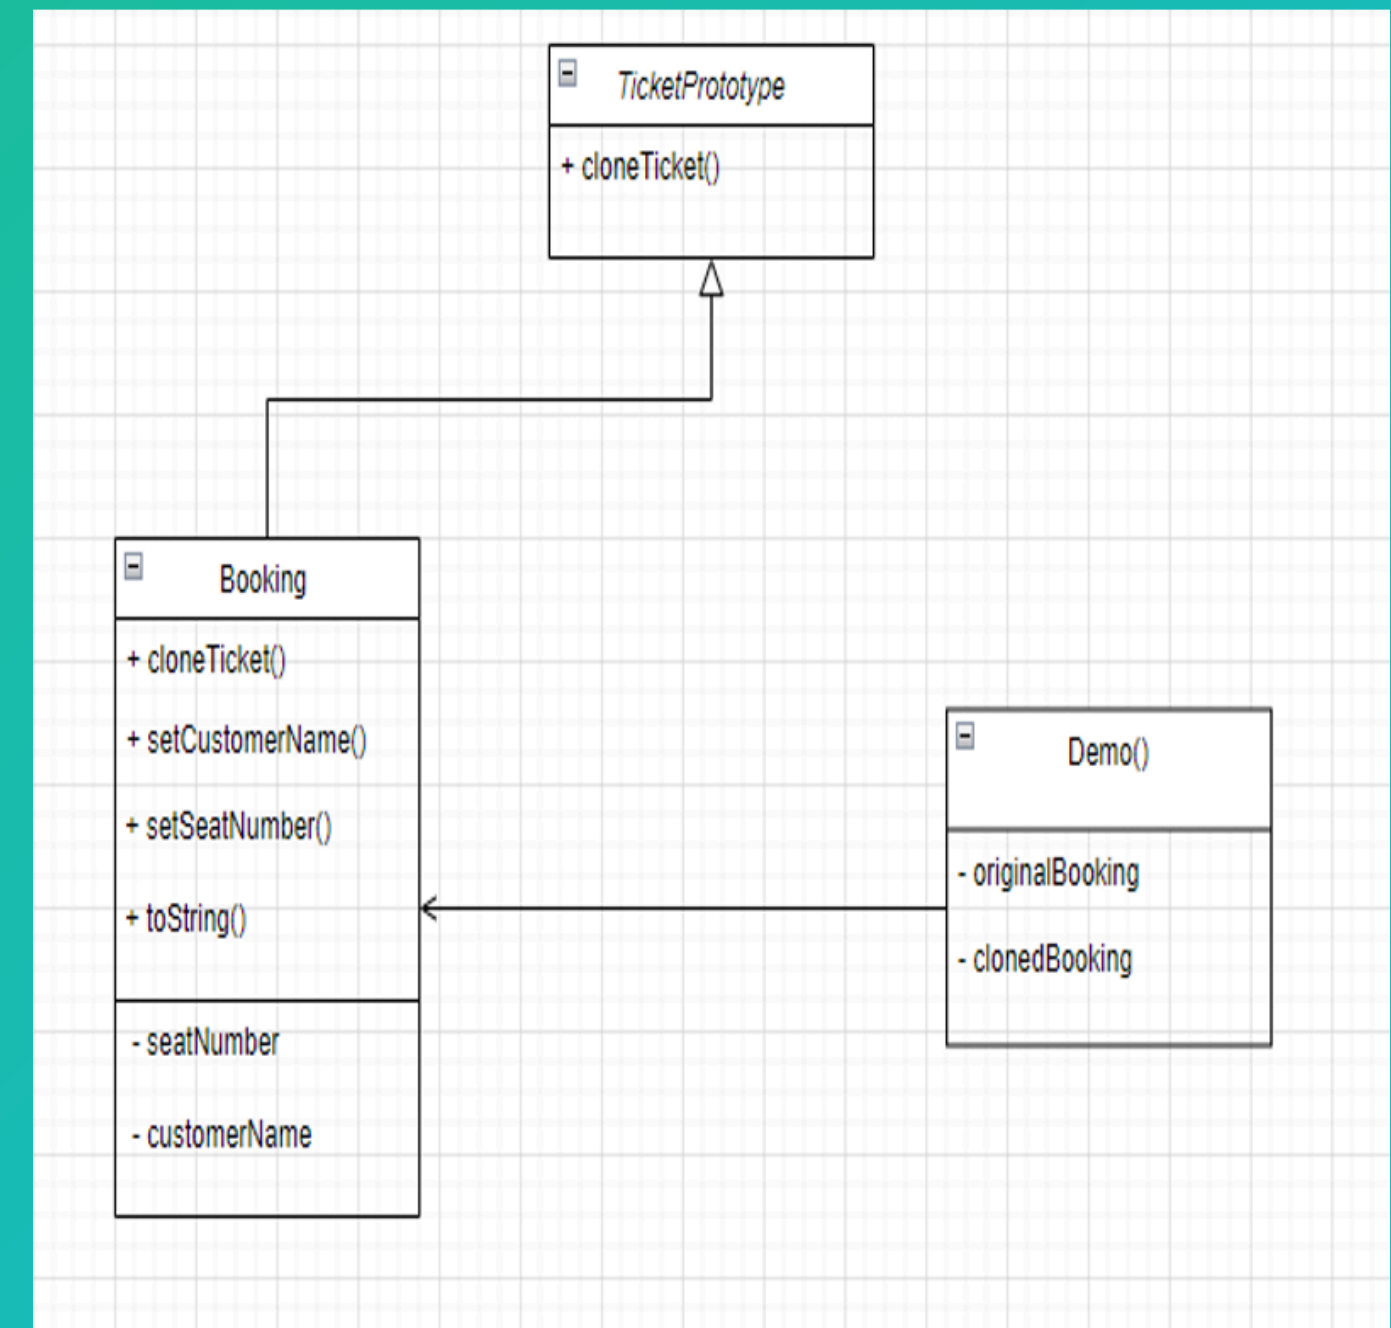 TicketPrototype
+ cloneTicket()
Booking
+ cloneTicket()
+ setCustomerName()
+ setSeatNumber()
+ toString()
- seatNumber
- customerName
Demo()
- originalBooking
- clonedBooking